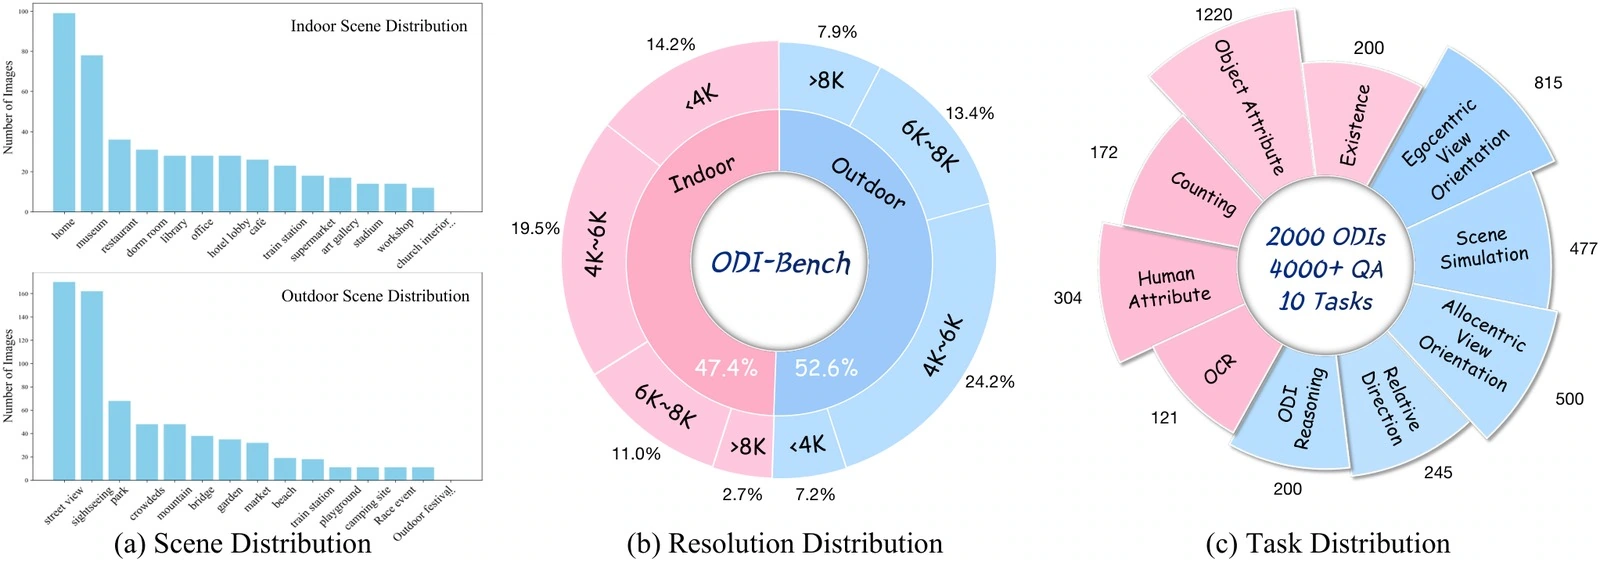 Indoor Scene Distribution
Number of Images
100
80
60
40
20
0
home
museum
restaurant
dorm room
library
office
hotel lobby
café
train station
supermarket
art gallery
stadium
workshop
church interior...
Outdoor Scene Distribution
Number of Images
160
140
120
100
80
60
40
20
0
street view
sightseeing
park
crowdeds
mountain
bridge
garden
market
beach
train station
playground
camping site
Race event
Outdoor festival...
(a) Scene Distribution
14.2%
7.9%
<4K
>8K
13.4%
6K~8K
Indoor
Outdoor
19.5%
4K~6K
ODI-Bench
4K~6K
24.2%
47.4%
52.6%
6K~8K
11.0%
>8K
<4K
2.7%
7.2%
(b) Resolution Distribution
1220
Object Attribute
200
Existence
815
Egocentric
View
Orientation
172
Counting
2000 ODIs
4000+ QA
10 Tasks
Scene
Simulation
477
Human
Attribute
304
Allocentric
View
Orientation
500
OCR
121
ODI
Reasoning
200
Relative
Direction
245
(c) Task Distribution